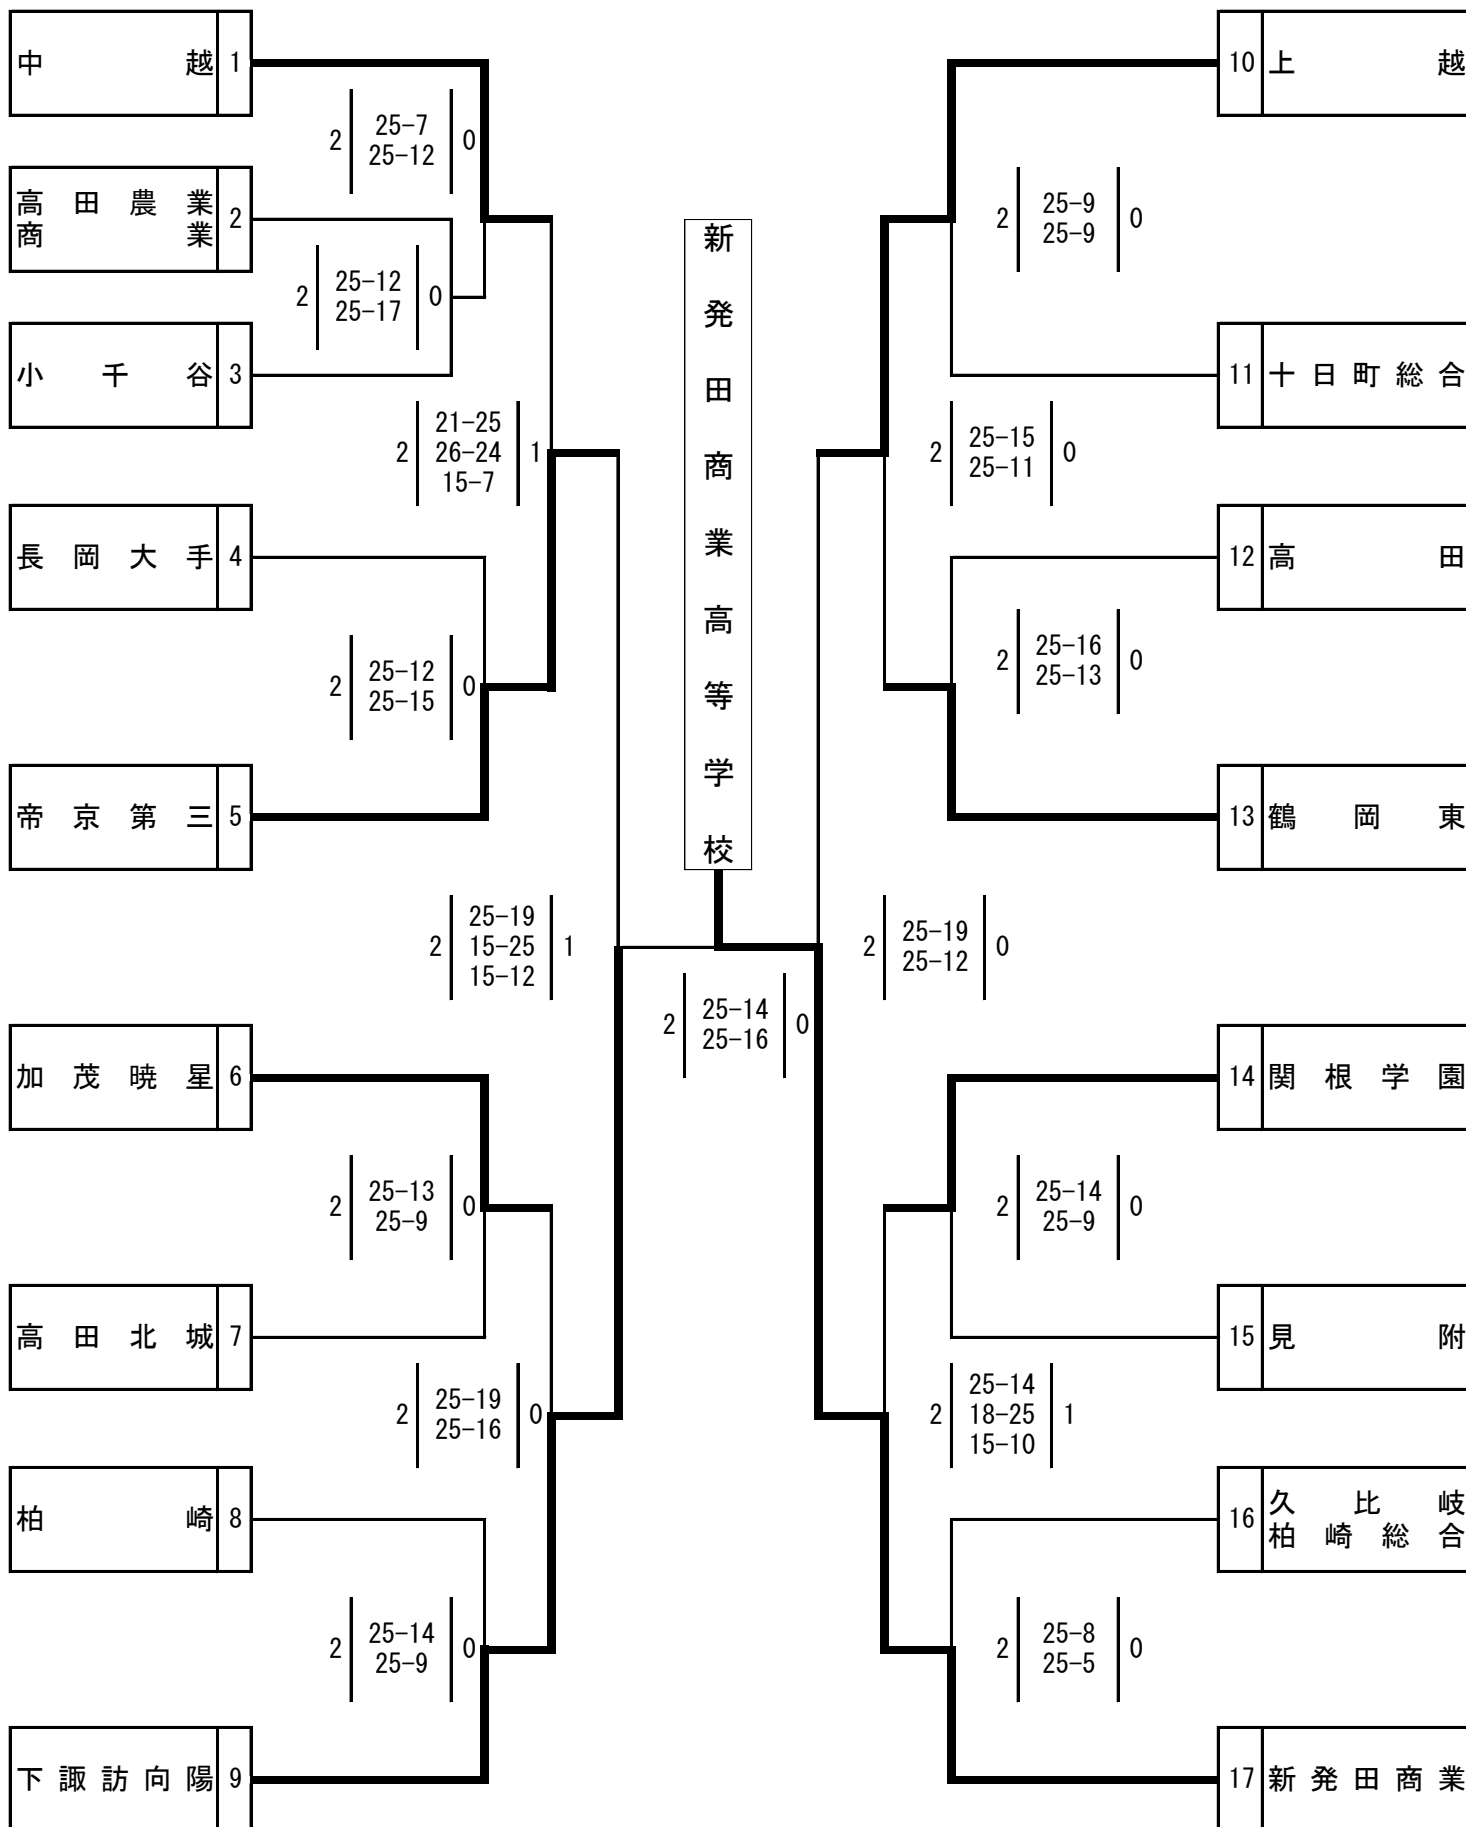 中越 1
2 25-7 0
25-12
高田農業 2
商業
2 25-12 0
25-17
小千谷 3
2 21-25 1
26-24
15-7
長岡大手 4
2 25-12 0
25-15
帝京第三 5
2 25-19 1
15-25
15-12
加茂暁星 6
2 25-13 0
25-9
高田北城 7
2 25-19 0
25-16
柏崎 8
2 25-14 0
25-9
下諏訪向陽 9
新発田商業高等学校
2 25-14 0
25-16
10 上越
2 25-9 0
25-9
11 十日町総合
2 25-15 0
25-11
12 高田
2 25-16 0
25-13
13 鶴岡東
2 25-19 0
25-12
14 関根学園
2 25-14 0
25-9
15 見附
2 25-14 1
18-25
15-10
16 久比岐
柏崎総合
2 25-8 0
25-5
17 新発田商業